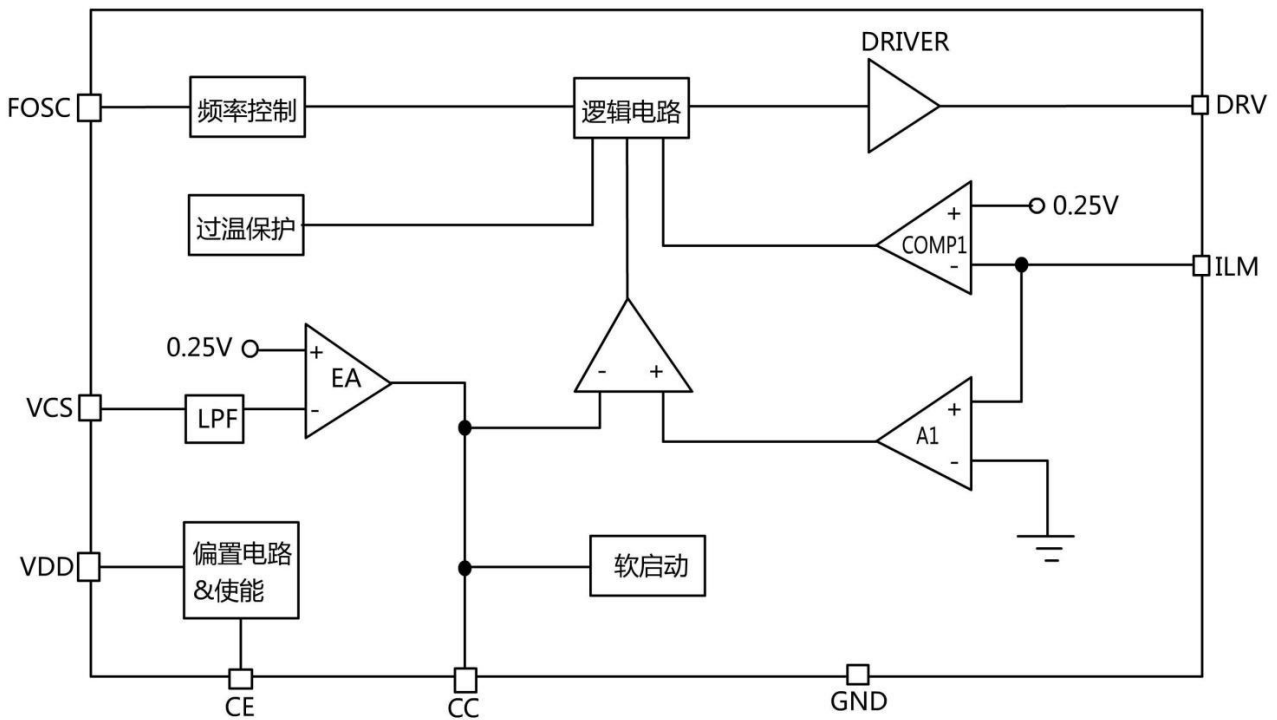 DRIVER
FOSC
频率控制
逻辑电路
DRV
过温保护
+
0.25V
COMP1
-
ILM
0.25V
+
EA
-
VCS
LPF
-
+
+
A1
-
VDD
偏置电路
&使能
软启动
CE
CC
GND